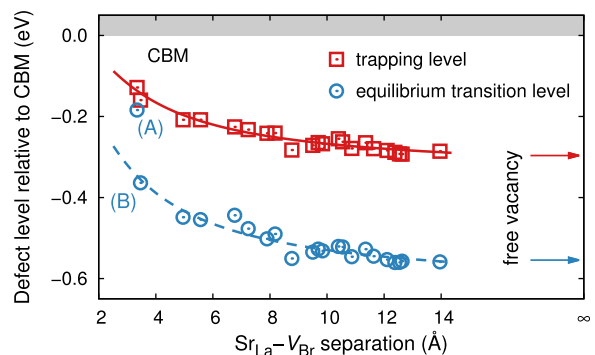 0.0
−0.2
−0.4
−0.6
Defect level relative to CBM (eV)
CBM
trapping level
equilibrium transition level
(A)
(B)
free vacancy
2 4 6 8 10 12 14 ∞
SrLa−VBr separation (Å)